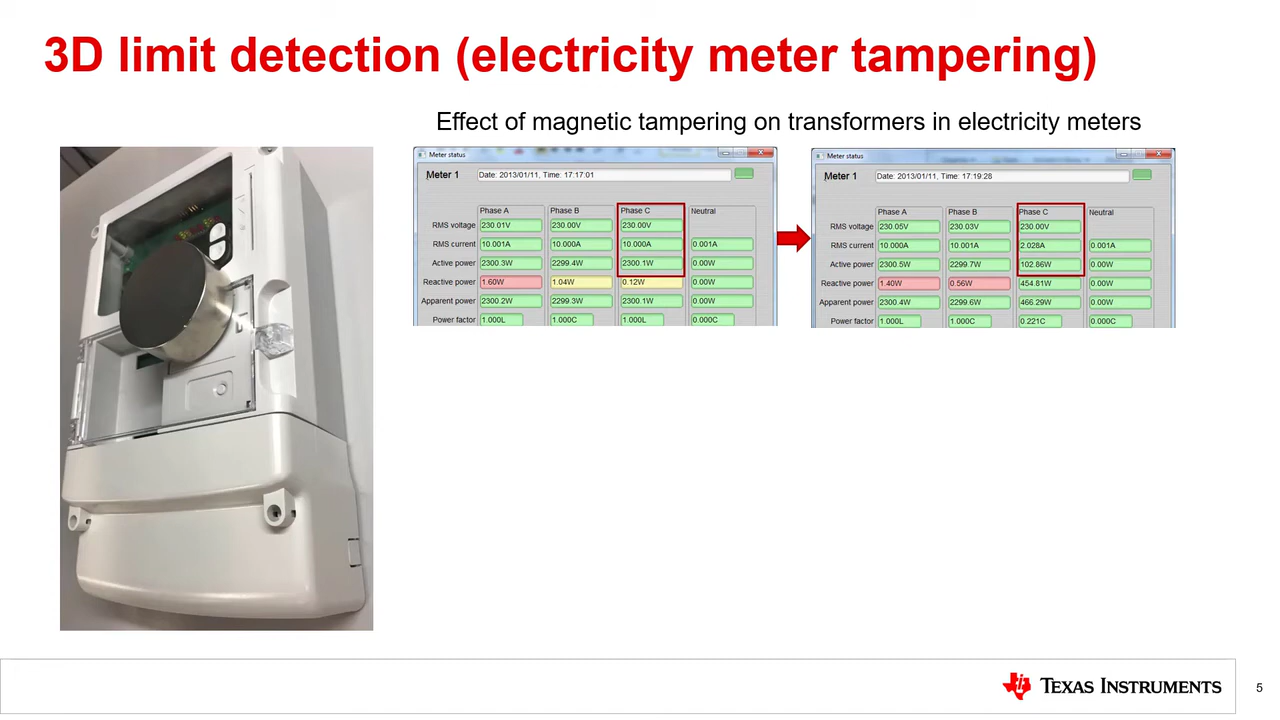 3D limit detection (electricity meter tampering)
Effect of magnetic tampering on transformers in electricity meters
Meter status
Meter 1 Date: 2013/01/11, Time: 17:17:01
Phase A Phase B Phase C Neutral
RMS voltage 230.01V 230.00V 230.00V
RMS current 10.001A 10.000A 10.000A 0.001A
Active power 2300.3W 2299.4W 2300.1W 0.00W
Reactive power 1.60W 1.04W 0.12W 0.00W
Apparent power 2300.2W 2299.3W 2300.1W 0.00W
Power factor 1.000L 1.000C 1.000L 0.000C
Meter status
Meter 1 Date: 2013/01/11, Time: 17:19:28
Phase A Phase B Phase C Neutral
RMS voltage 230.05V 230.03V 230.00V
RMS current 10.000A 10.001A 2.028A 0.001A
Active power 2300.5W 2299.7W 102.86W 0.00W
Reactive power 1.40W 0.56W 454.81W 0.00W
Apparent power 2300.4W 2299.6W 466.29W 0.00W
Power factor 1.000L 1.000C 0.221C 0.000C
TEXAS INSTRUMENTS
5